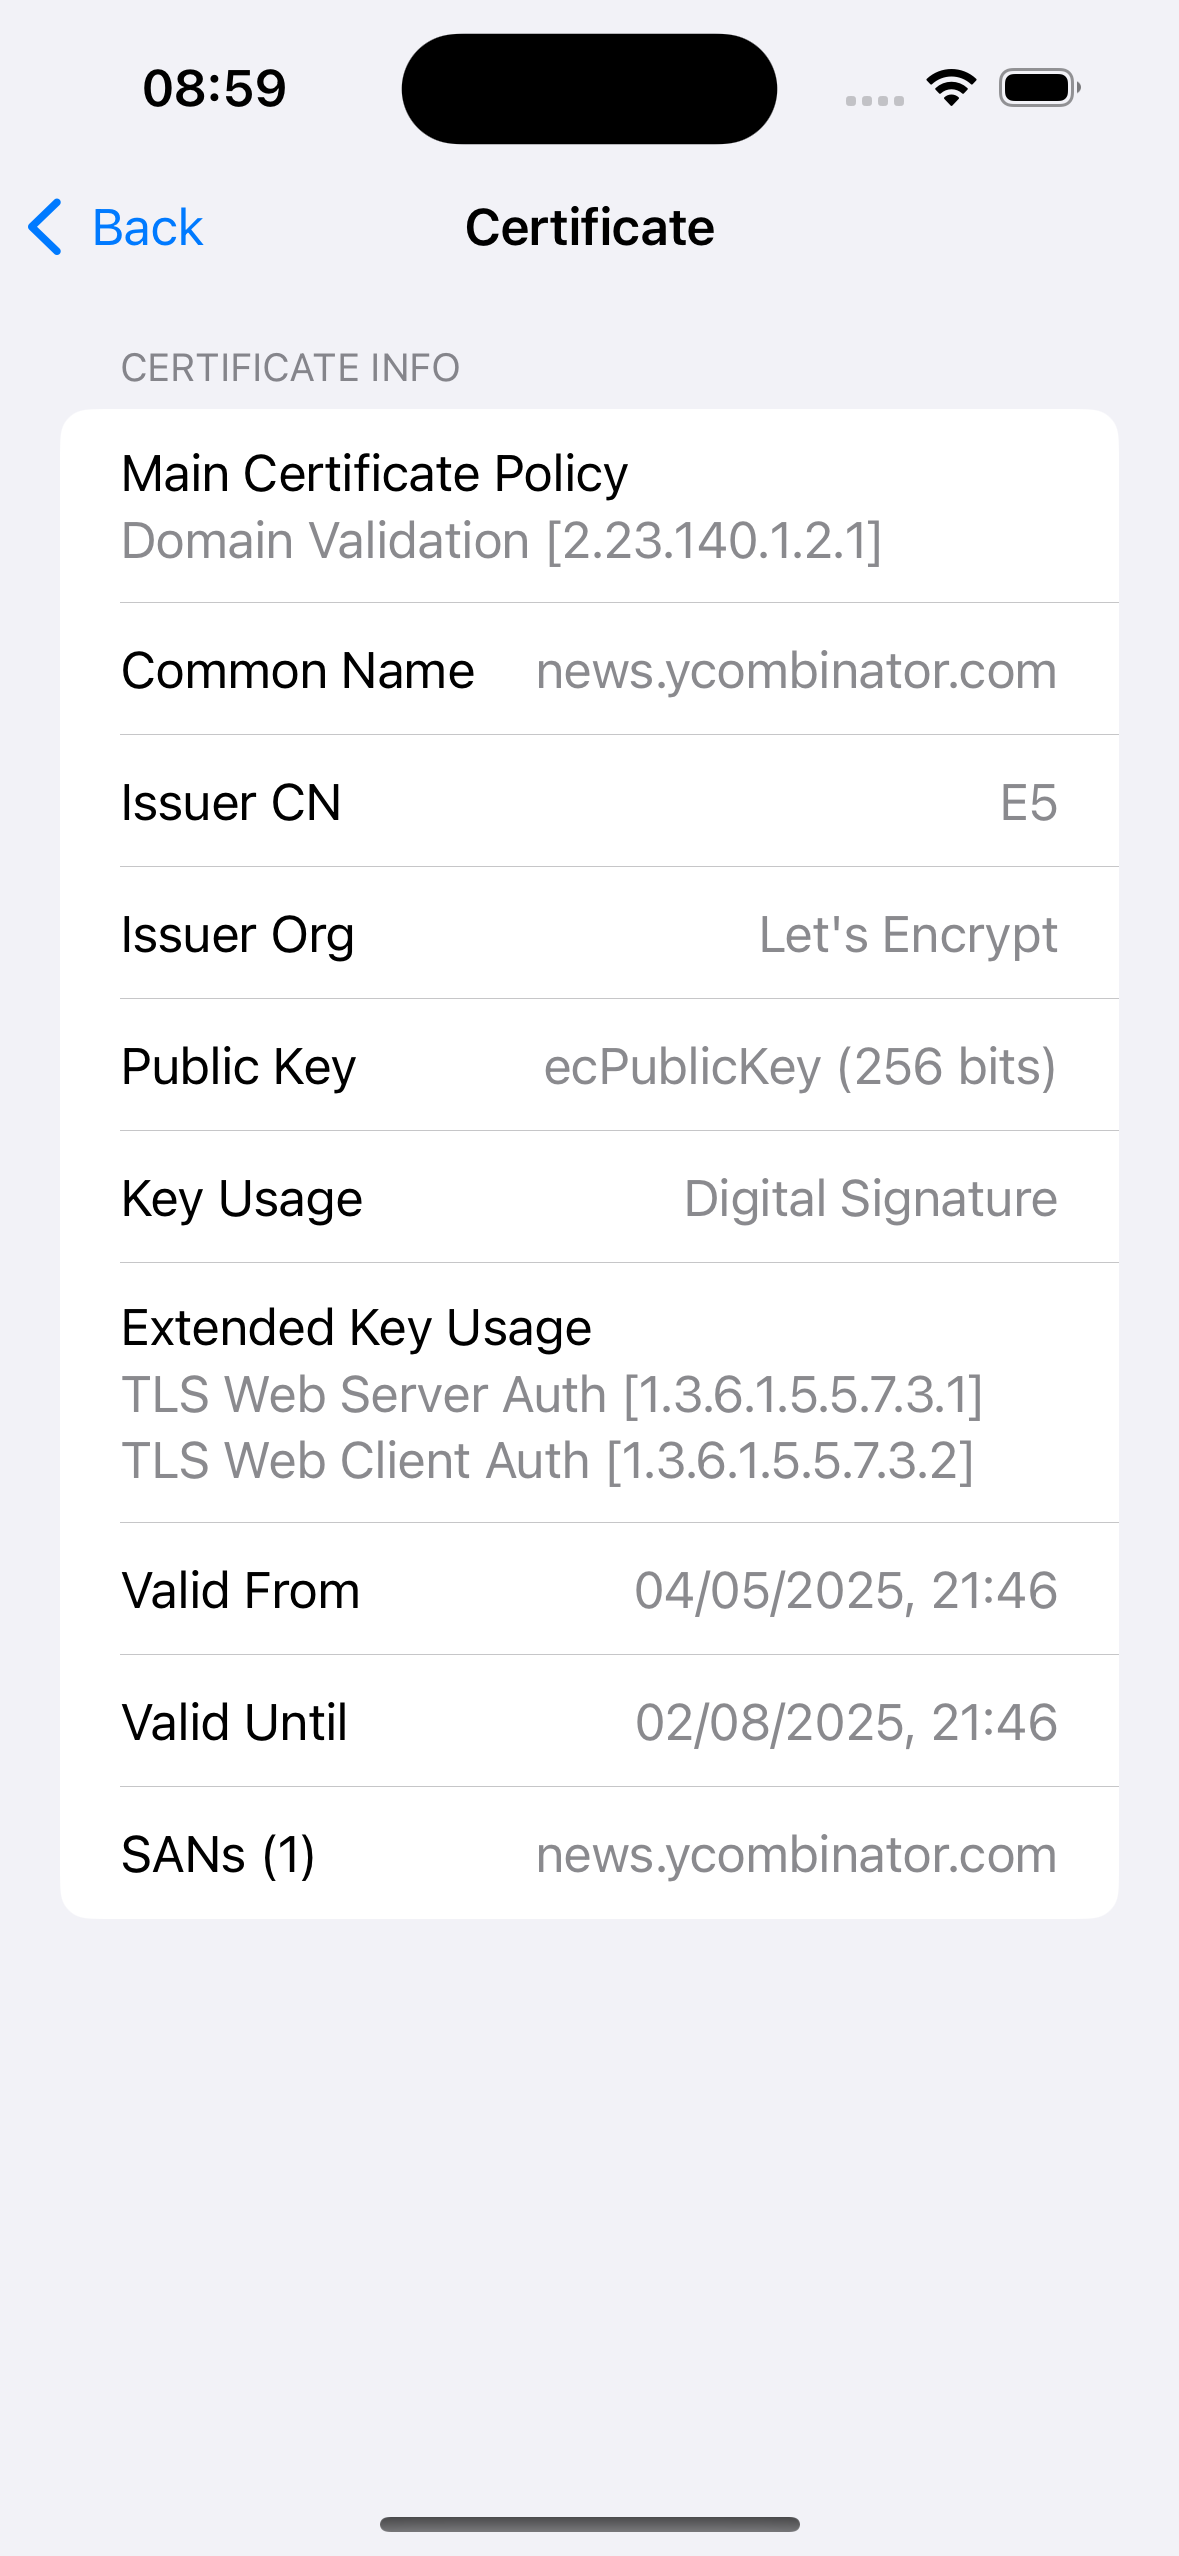 08:59
Back
Certificate
CERTIFICATE INFO
Main Certificate Policy
Domain Validation [2.23.140.1.2.1]
Common Name news.ycombinator.com
Issuer CN E5
Issuer Org Let's Encrypt
Public Key ecPublicKey (256 bits)
Key Usage Digital Signature
Extended Key Usage
TLS Web Server Auth [1.3.6.1.5.5.7.3.1]
TLS Web Client Auth [1.3.6.1.5.5.7.3.2]
Valid From 04/05/2025, 21:46
Valid Until 02/08/2025, 21:46
SANs (1) news.ycombinator.com